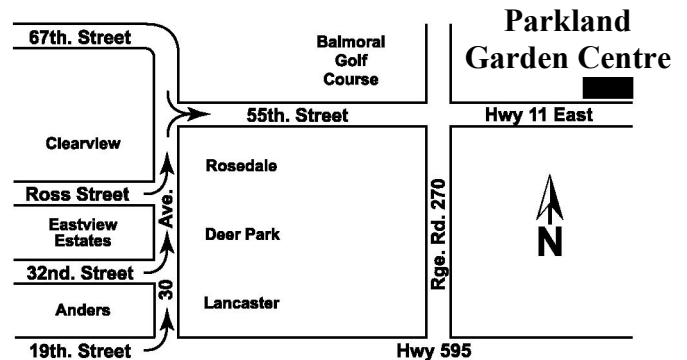 67th. Street
Balmoral
Golf
Course
Parkland
Garden Centre
55th. Street
Hwy 11 East
Clearview
Rosedale
Ross Street
Ave.
Eastview
Estates
Deer Park
Rge. Rd. 270
N
32nd. Street
30
Anders
Lancaster
19th. Street
Hwy 595